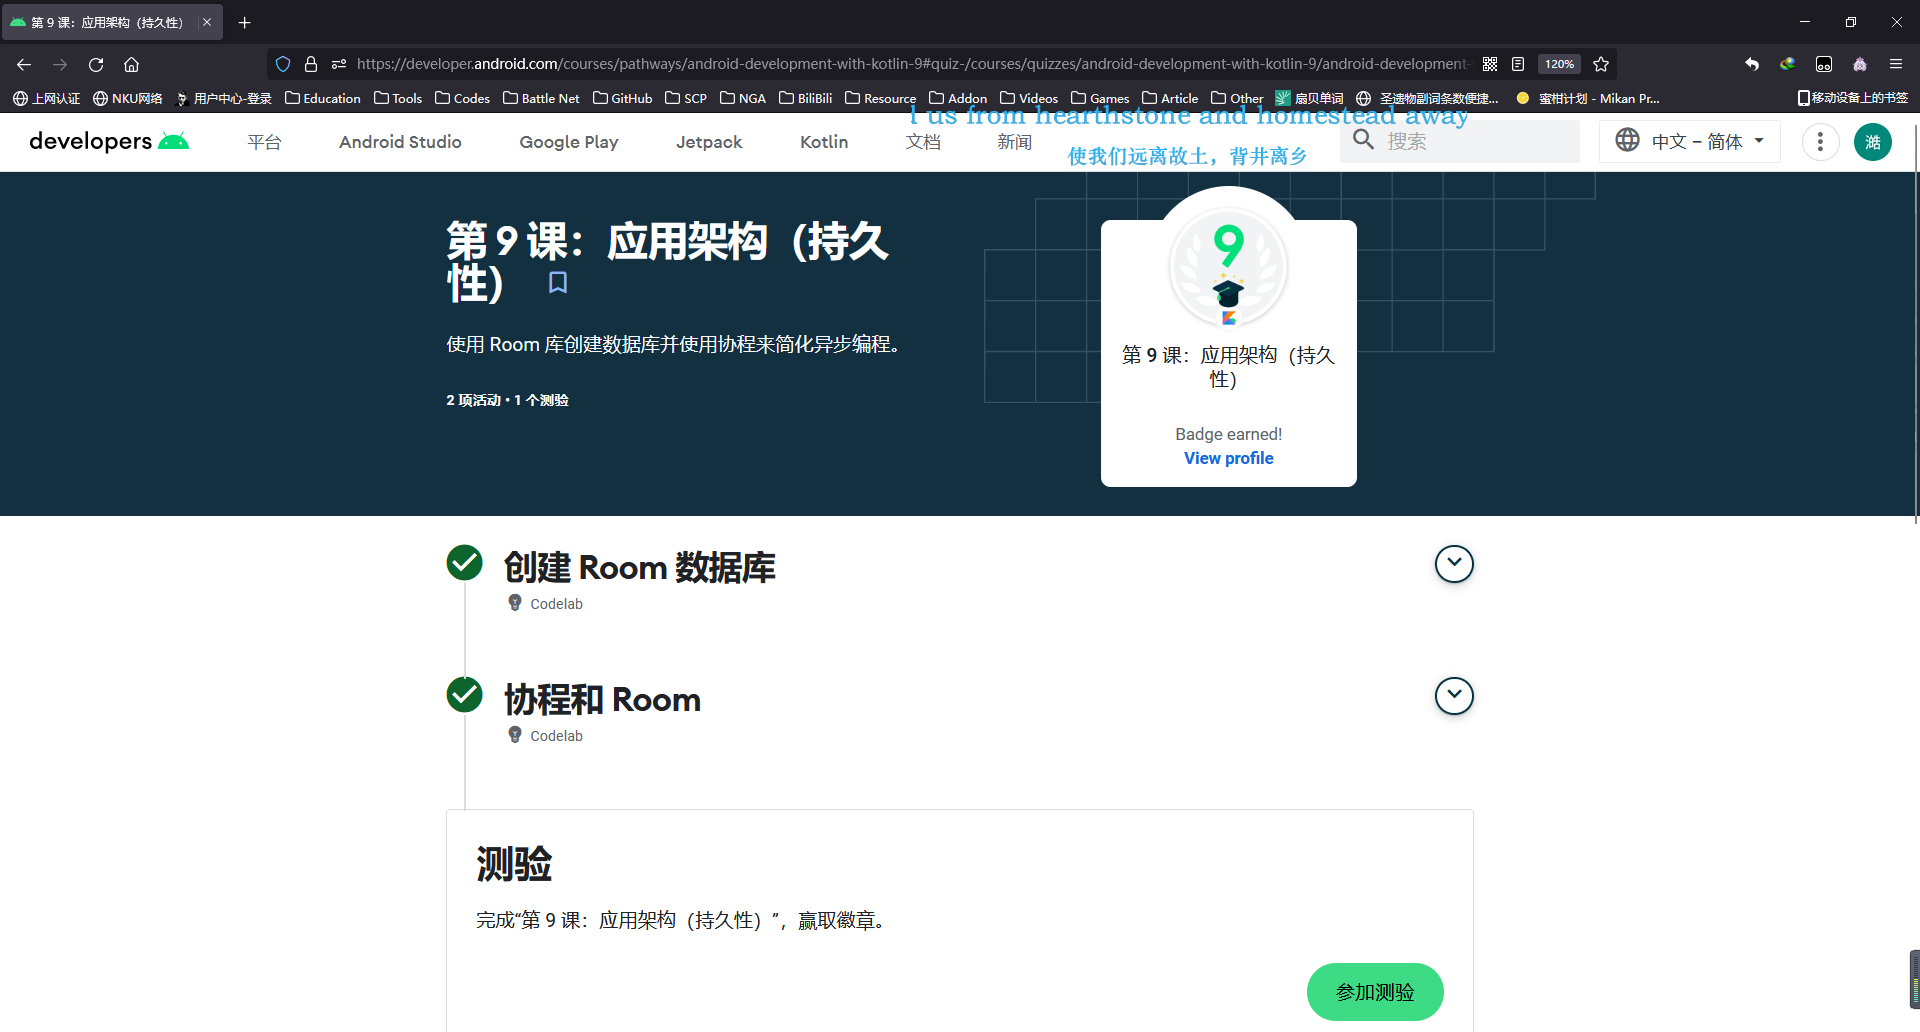 第 9 课：应用架构（持久性）
https://developer.android.com/courses/pathways/android-development-with-kotlin-9#quiz-/courses/quizzes/android-development-with-kotlin-9/android-development-
120%
上网认证 NKU网络 用户中心-登录 Education Tools Codes Battle Net GitHub SCP NGA BiliBili Resource Addon Videos Games Article Other 扇贝单词 圣遗物副词条数便捷... 蜜柑计划 - Mikan Pr... 移动设备上的书签
l us from hearthstone and homestead away
使我们远离故土，背井离乡
developers 平台 Android Studio Google Play Jetpack Kotlin 文档 新闻 搜索 中文 – 简体 澔
第 9 课：应用架构（持久
性）
使用 Room 库创建数据库并使用协程来简化异步编程。
2 项活动 • 1 个测验
9
第 9 课：应用架构（持久
性）
Badge earned!
View profile
创建 Room 数据库
Codelab
协程和 Room
Codelab
测验
完成“第 9 课：应用架构（持久性）”，赢取徽章。
参加测验